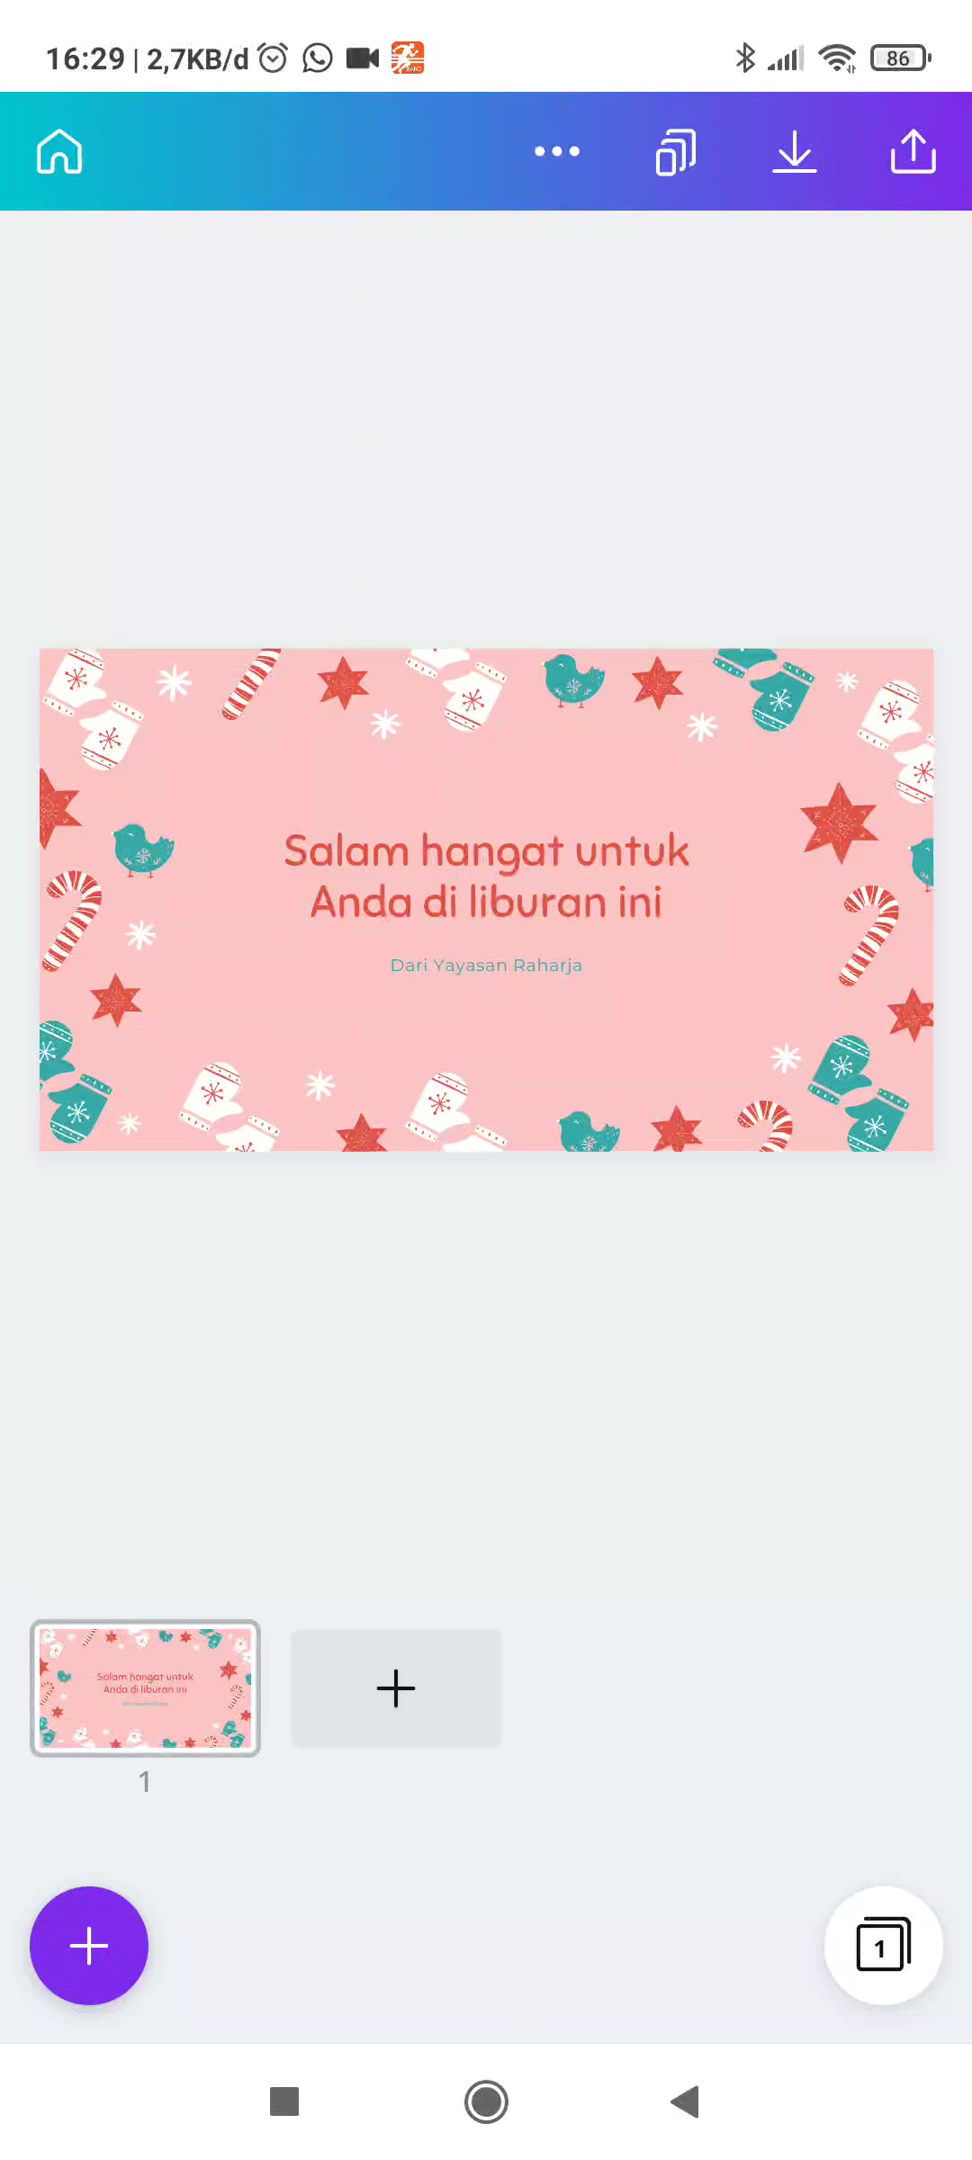 16:29 | 2,7KB/d
86
Salam hangat untuk
Anda di liburan ini
Dari Yayasan Raharja
Salam hangat untuk
Anda di liburan ini
1
1